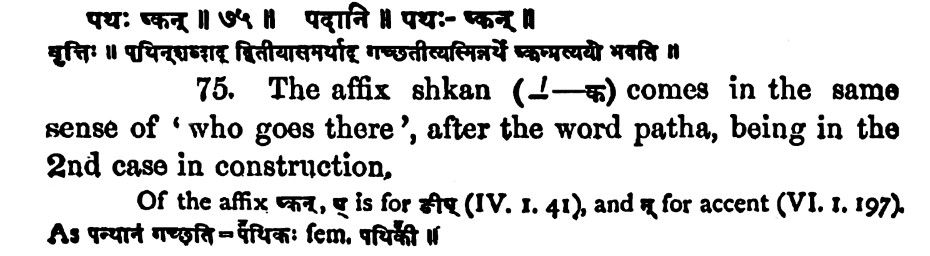 पथः ष्कन् ॥ ७५ ॥ पदानि ॥ पथः- ष्कन् ॥
वृत्तिः ॥ पथिन्शब्दाद् द्वितीयासमर्थाद् गच्छतीत्यस्मिन्नर्थे ष्कन्प्रत्ययो भवति ॥
75. The affix shkan (—क) comes in the same
sense of ‘ who goes there ’, after the word patha, being in the
2nd case in construction,
Of the affix ष्कन्, ष् is for ङीष् (IV. 1. 41), and न् for accent (VI. 1. 197).
As पन्थानं गच्छति = पथिकः fem. पथिकी ॥